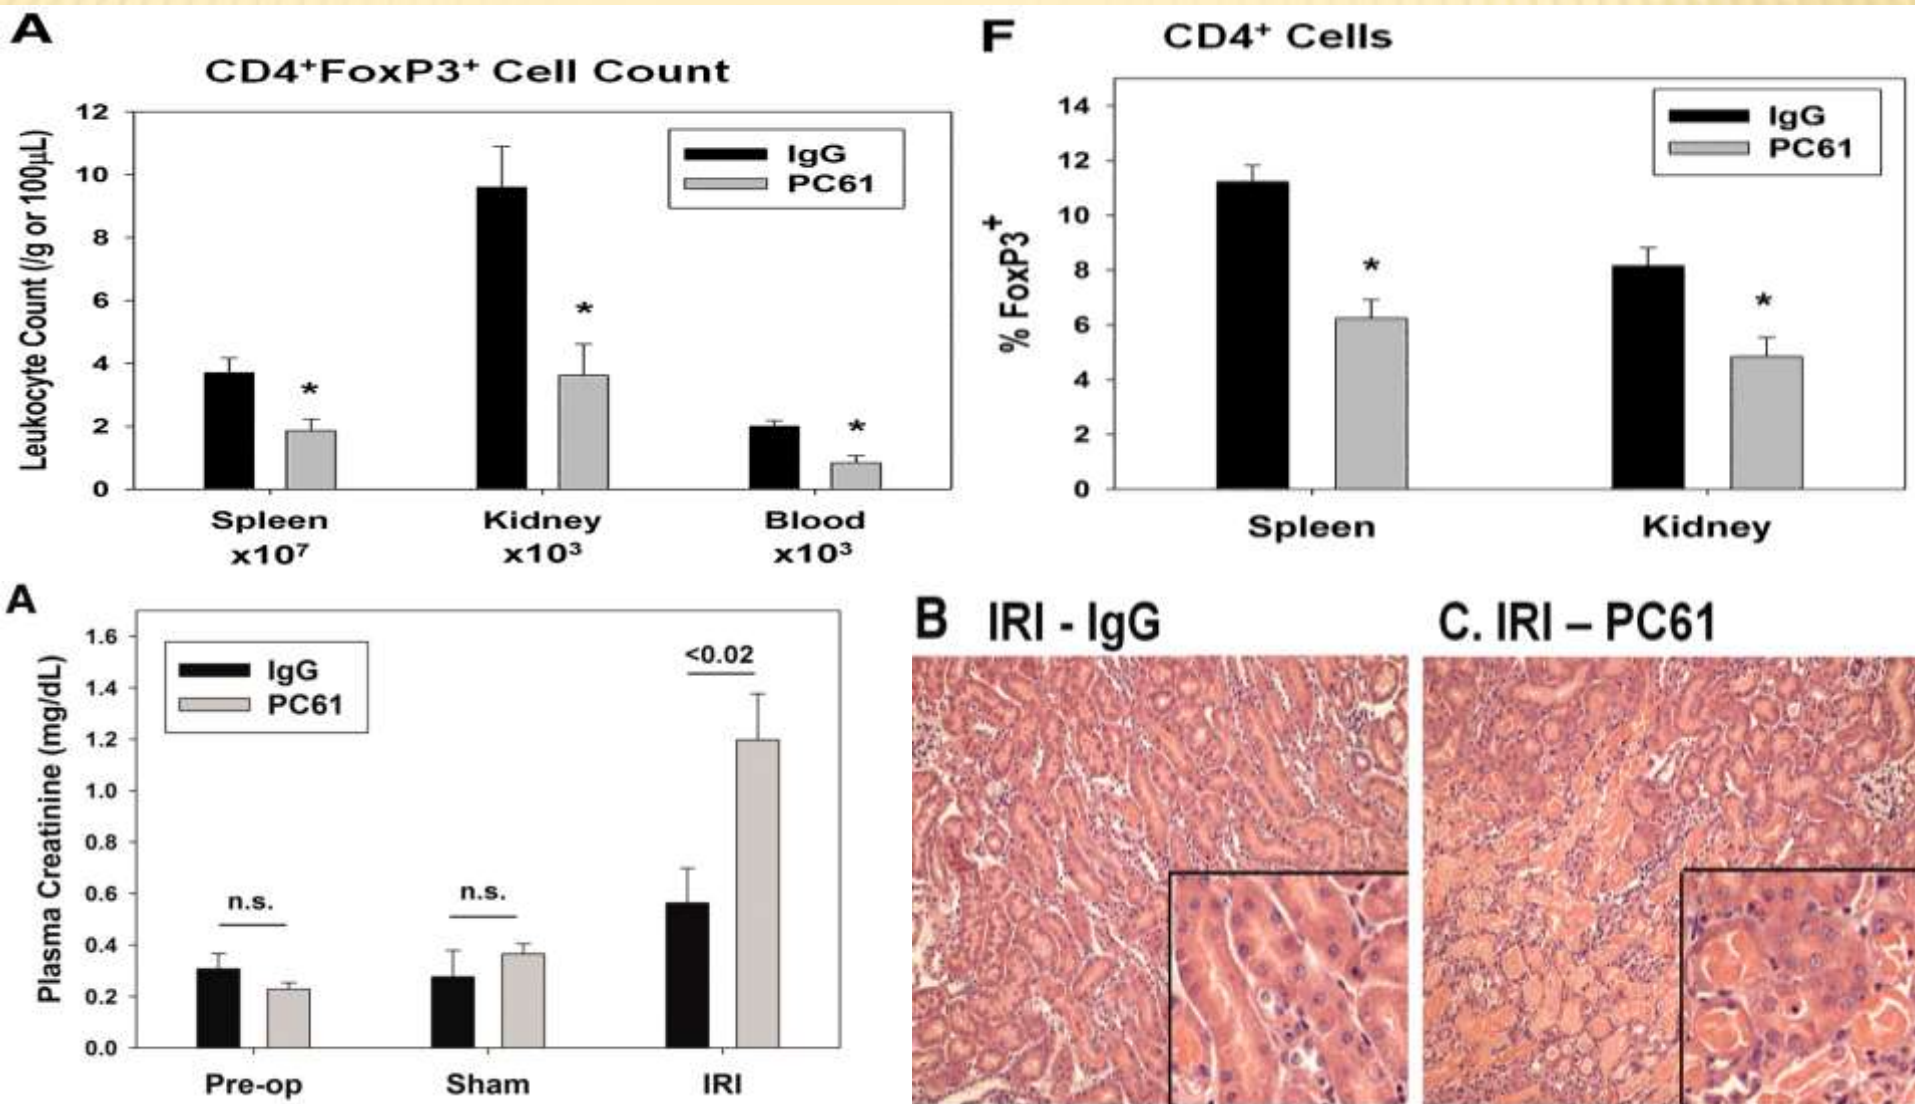 A
CD4⁺FoxP3⁺ Cell Count
Leukocyte Count (/g or 100μL)
12
10
8
6
4
2
0
IgG
PC61
*
*
*
Spleen
x10⁷
Kidney
x10³
Blood
x10³
F
CD4⁺ Cells
% FoxP3⁺
14
12
10
8
6
4
2
0
IgG
PC61
*
*
Spleen
Kidney
A
Plasma Creatinine (mg/dL)
1.6
1.4
1.2
1.0
0.8
0.6
0.4
0.2
0.0
IgG
PC61
n.s.
n.s.
<0.02
Pre-op
Sham
IRI
B IRI - IgG
C. IRI – PC61